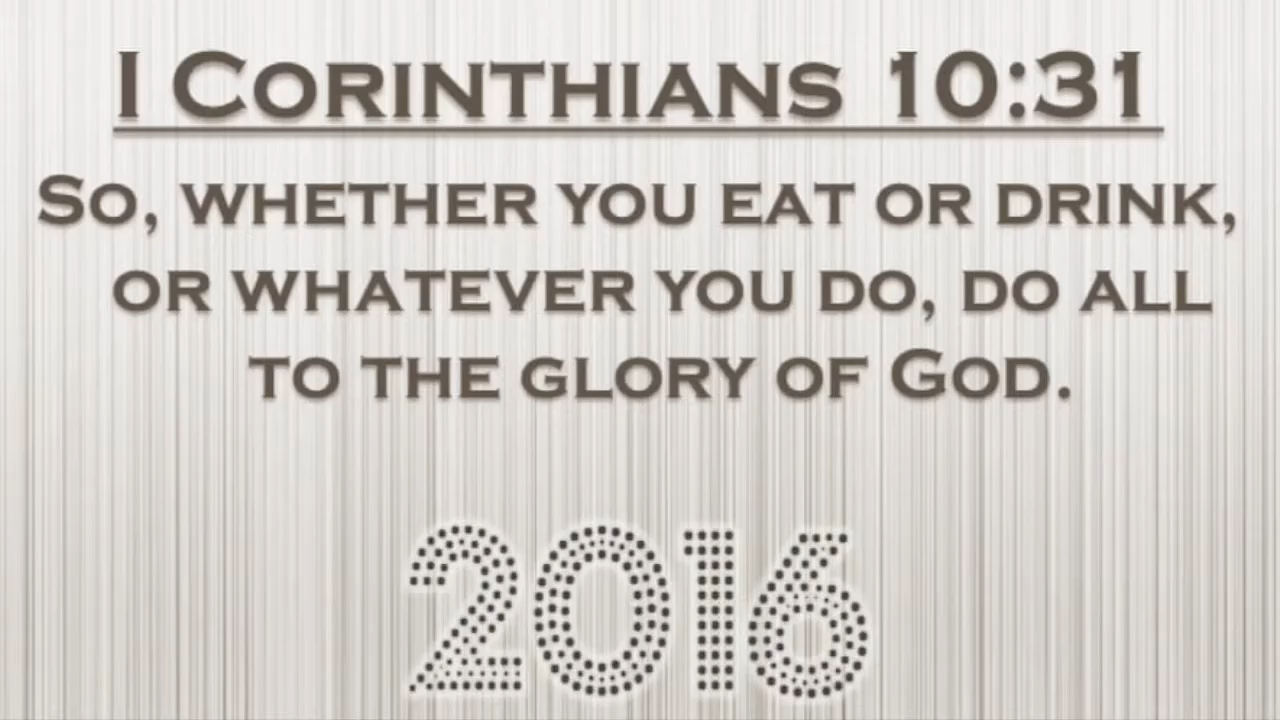 I Corinthians 10:31
So, whether you eat or drink,
or whatever you do, do all
to the glory of God.
2016